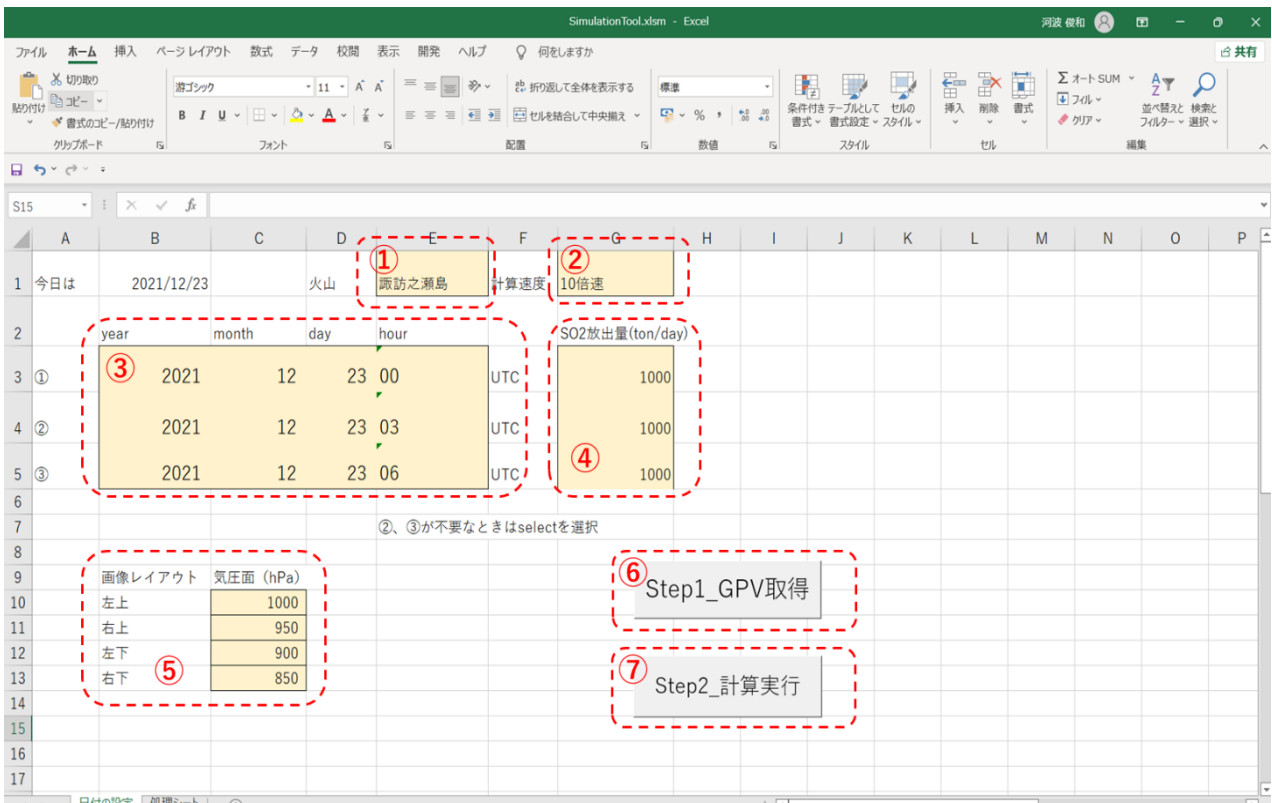 SimulationTool.xlsm - Excel 河波 俊和
ファイル ホーム 挿入 ページ レイアウト 数式 データ 校閲 表示 開発 ヘルプ 何をしますか 共有
貼り付け 切り取り コピー 書式のコピー/貼り付け クリップボード
游ゴシック 11 A A B I U A フォント
ab 折り返して全体を表示する セルを結合して中央揃え 配置
標準 % , 数値
条件付き書式 テーブルとして書式設定 セルのスタイル スタイル
挿入 削除 書式 セル
Σ オート SUM フィル クリア 並べ替えとフィルター 検索と選択 編集
S15 fx
A B C D E F G H I J K L M N O P
① ②
1 今日は 2021/12/23 火山 諏訪之瀬島 計算速度 10倍速
2 year month day hour SO2放出量(ton/day)
③
3 ① 2021 12 23 00 UTC 1000
4 ② 2021 12 23 03 UTC 1000
④
5 ③ 2021 12 23 06 UTC 1000
6
7 ②、③が不要なときはselectを選択
8
9 画像レイアウト 気圧面（hPa）
⑥ Step1_GPV取得
10 左上 1000
11 右上 950
12 左下 900
⑤ ⑦
13 右下 850 Step2_計算実行
14
15
16
17
日付の設定 処理シート